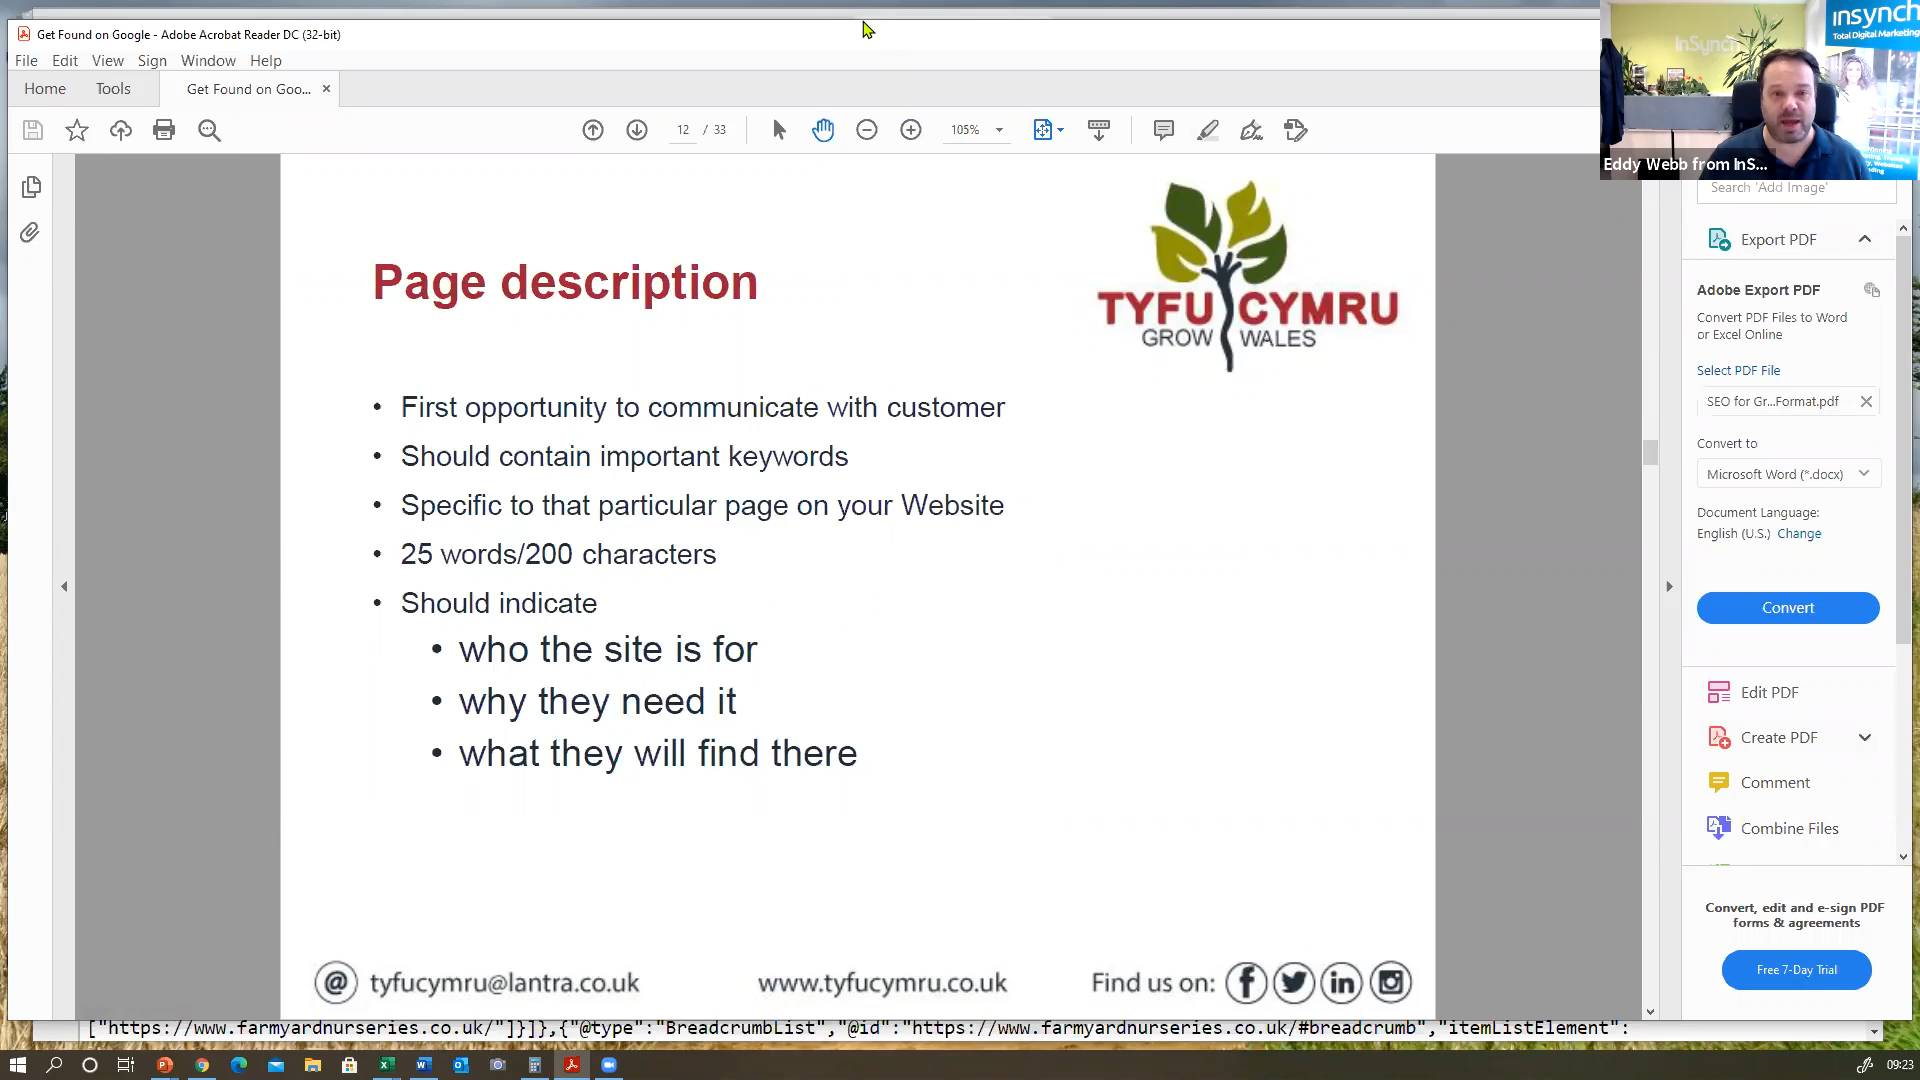 Get Found on Google - Adobe Acrobat Reader DC (32-bit)
File Edit View Sign Window Help
Home Tools Get Found on Goo... ×
12 / 33 105%
insynch
Total Digital Marketing
InSynch
Eddy Webb from InS...
Search 'Add Image'
Export PDF
Adobe Export PDF
Convert PDF Files to Word
or Excel Online
Select PDF File
SEO for Gr...Format.pdf
Convert to
Microsoft Word (*.docx)
Document Language:
English (U.S.) Change
Convert
Edit PDF
Create PDF
Comment
Combine Files
Convert, edit and e-sign PDF
forms & agreements
Free 7-Day Trial
TYFU CYMRU
GROW WALES
Page description
• First opportunity to communicate with customer
• Should contain important keywords
• Specific to that particular page on your Website
• 25 words/200 characters
• Should indicate
• who the site is for
• why they need it
• what they will find there
@ tyfucymru@lantra.co.uk www.tyfucymru.co.uk Find us on:
["https://www.farmyardnurseries.co.uk/"]}]},{"@type":"BreadcrumbList","@id":"https://www.farmyardnurseries.co.uk/#breadcrumb","itemListElement":
09:23